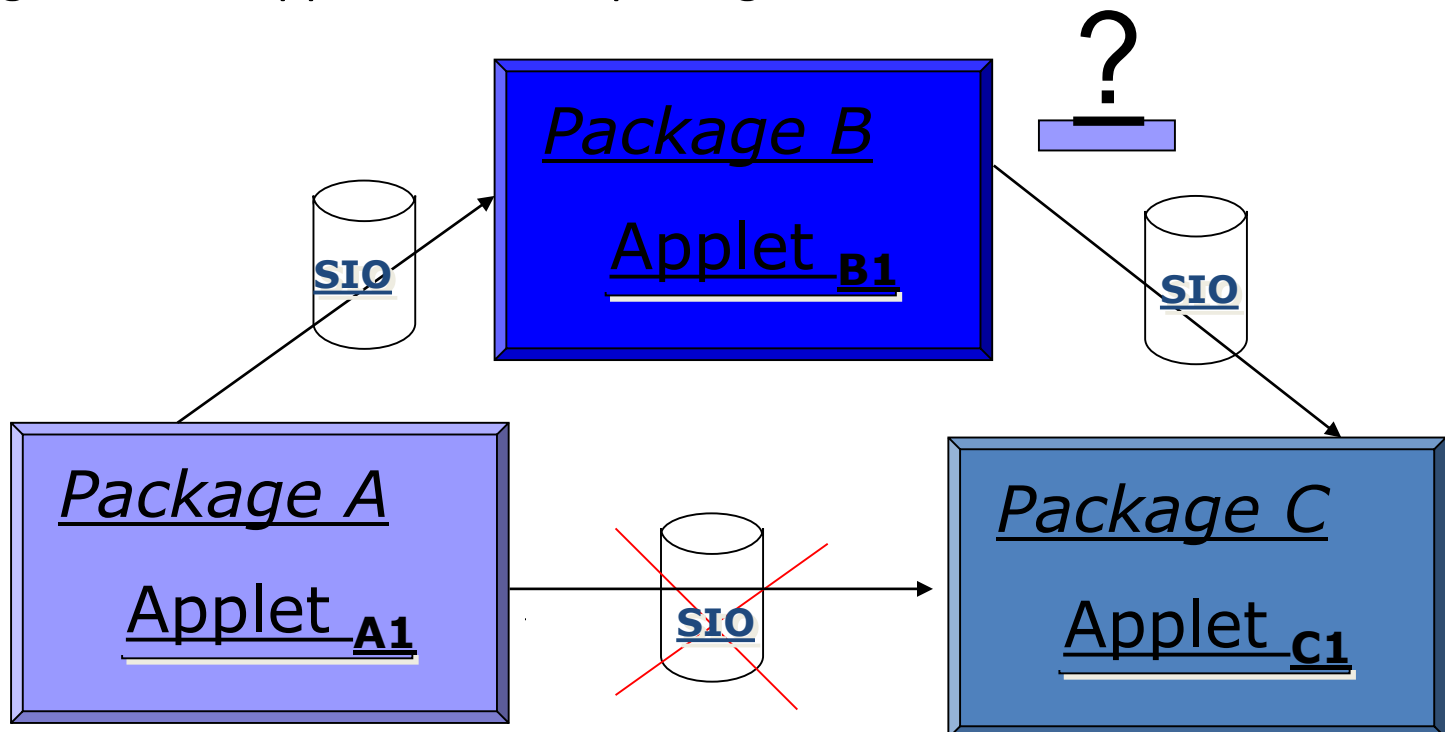 ?
Package B
Applet B1
SIO
SIO
Package A
Applet A1
SIO
Package C
Applet C1